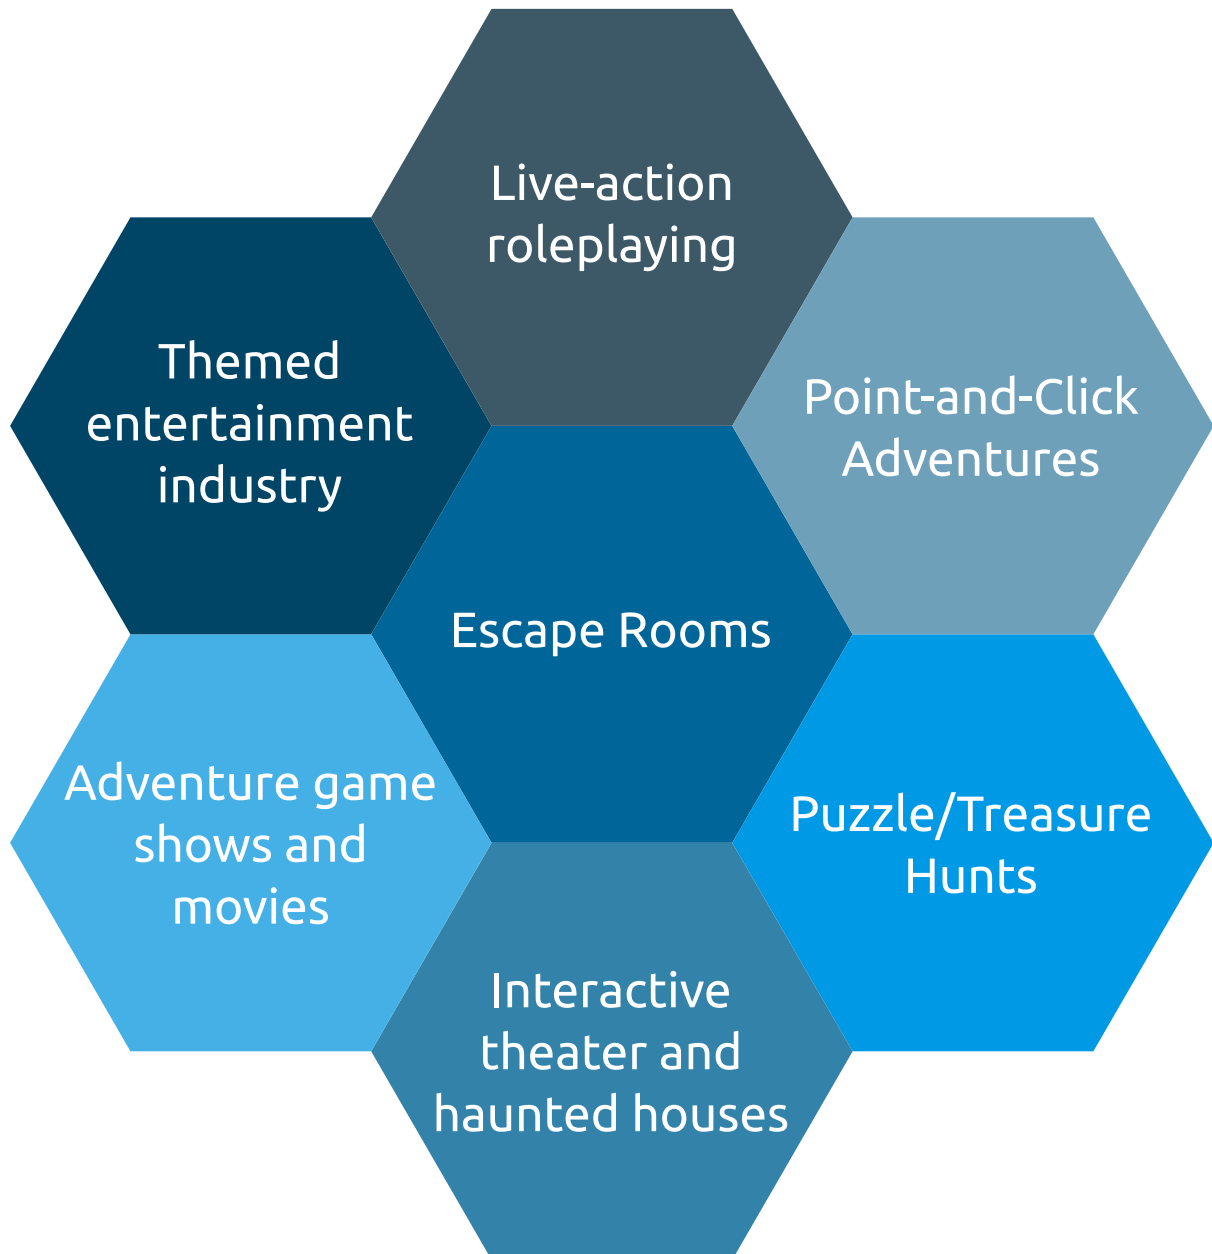 Live-action
roleplaying
Themed
entertainment
industry
Point-and-Click
Adventures
Escape Rooms
Adventure game
shows and
movies
Puzzle/Treasure
Hunts
Interactive
theater and
haunted houses